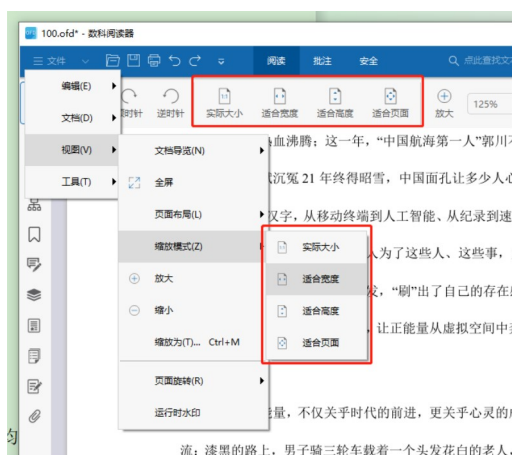 100.ofd* - 数科阅读器
文件
阅读 批注 安全
点此查找文本
编辑(E)
文档(D)
视图(V)
工具(T)
时针 逆时针 实际大小 适合宽度 适合高度 适合页面 放大 125%
文档导览(N)
全屏
页面布局(L)
缩放模式(Z)
放大
缩小
缩放为(T)... Ctrl+M
页面旋转(R)
运行时水印
实际大小
适合宽度
适合高度
适合页面
血沸腾；这一年，“中国航海第一人”郭川
沉冤 21 年终得昭雪，中国面孔让多少人心
汉字，从移动终端到人工智能、从纪录到速
人为了这些人、这些事，
发，“刷”出了自己的存在
，让正能量从虚拟空间中
能量，不仅关乎时代的前进，更关乎心灵的
流：漆黑的路上，男子骑三轮车载着一个头发花白的老人，